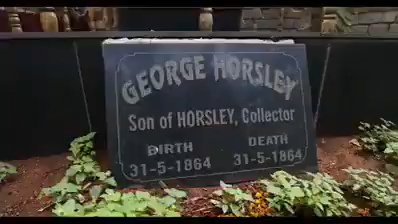 GEORGE HORSLEY
Son of HORSLEY, Collector
BIRTH DEATH
31-5-1864 31-5-1864